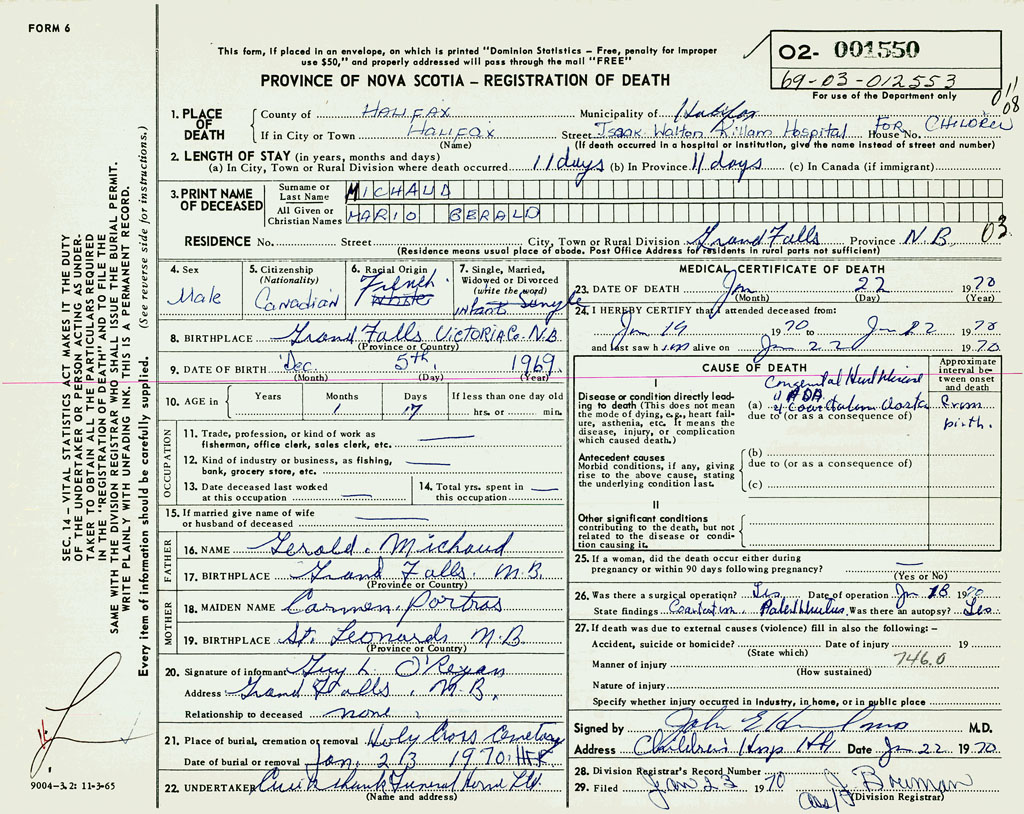 FORM 6
This form, if placed in an envelope, on which is printed "Dominion Statistics – Free, penalty for improper
use $50," and properly addressed will pass through the mail "FREE"
PROVINCE OF NOVA SCOTIA – REGISTRATION OF DEATH
02- 001550
69-03-012553
For use of the Department only
01
08
1. PLACE OF DEATH
County of HALIFAX Municipality of Halifax
If in City or Town HALIFAX Street Isaak Walton Killam Hospital House No. FOR CHILDREN
(Name) (If death occurred in a hospital or institution, give the name instead of street and number)
2. LENGTH OF STAY (in years, months and days)
(a) In City, Town or Rural Division where death occurred 11 days (b) In Province 11 days (c) In Canada (if immigrant)
3. PRINT NAME OF DECEASED
Surname or Last Name MICHAUD
All Given or Christian Names MARIO GERALD
RESIDENCE No. Street City, Town or Rural Division Grand Falls Province N.B. 03
(Residence means usual place of abode. Post Office Address for residents in rural parts not sufficient)
4. Sex
Male
5. Citizenship (Nationality)
Canadian
6. Racial Origin
French
White
7. Single, Married, Widowed or Divorced (write the word)
infant Single
8. BIRTHPLACE Grand Falls Victoria Co. N.B
(Province or Country)
9. DATE OF BIRTH Dec. 5th 1969
(Month) (Day) (Year)
10. AGE in Years Months Days If less than one day old
1 17 hrs. or min.
OCCUPATION
11. Trade, profession, or kind of work as fisherman, office clerk, sales clerk, etc.
12. Kind of industry or business, as fishing, bank, grocery store, etc.
13. Date deceased last worked at this occupation
14. Total yrs. spent in this occupation
15. If married give name of wife or husband of deceased
FATHER
16. NAME Gerald. Michaud
17. BIRTHPLACE Grand Falls N.B.
(Province or Country)
MOTHER
18. MAIDEN NAME Carmen Portras
19. BIRTHPLACE St. Leonards N.B
(Province or Country)
20. Signature of informant Guy L. O'Regan
Address Grand Falls, N.B.
Relationship to deceased none
21. Place of burial, cremation or removal Holy Cross Cemetary
Date of burial or removal Jan. 23 1970 HFR
22. UNDERTAKER Cruikshank Funeral Home Ltd.
(Name and address)
MEDICAL CERTIFICATE OF DEATH
23. DATE OF DEATH Jan 22 1970
(Month) (Day) (Year)
24. I HEREBY CERTIFY that I attended deceased from:
Jan 19 1970 to Jan 22 1970
and last saw him alive on Jan 22 1970
CAUSE OF DEATH
Approximate interval between onset and death
I
Disease or condition directly leading to death (This does not mean the mode of dying, e.g., heart failure, asthenia, etc. It means the disease, injury, or complication which caused death.)
Congenital Heart Disease
(a) PDA
Coarctation Aorta
From birth.
due to (or as a consequence of)
Antecedent causes
Morbid conditions, if any, giving rise to the above cause, stating the underlying condition last.
(b)
due to (or as a consequence of)
(c)
II
Other significant conditions
contributing to the death, but not related to the disease or condition causing it.
25. If a woman, did the death occur either during pregnancy or within 90 days following pregnancy?
(Yes or No)
26. Was there a surgical operation? Yes Date of operation Jan 18 1970
State findings Coarctation Was there an autopsy? Yes
27. If death was due to external causes (violence) fill in also the following: –
Accident, suicide or homicide? Date of injury 19
(State which)
746.0
Manner of injury
(How sustained)
Nature of injury
Specify whether injury occurred in industry, in home, or in public place
Signed by John E M.D.
Address Children's Hosp Date Jan 22 1970
28. Division Registrar's Record Number
29. Filed Jan 23 1970 J Brennan
(Division Registrar)
SEC. 14 – VITAL STATISTICS ACT MAKES IT THE DUTY
OF THE UNDERTAKER OR PERSON ACTING AS UNDER-
TAKER TO OBTAIN ALL THE PARTICULARS REQUIRED
IN THE "REGISTRATION OF DEATH" AND TO FILE THE
SAME WITH THE DIVISION REGISTRAR WHO SHALL ISSUE THE BURIAL PERMIT.
WRITE PLAINLY WITH UNFADING INK. THIS IS A PERMANENT RECORD.
Every item of information should be carefully supplied. (See reverse side for instructions.)
9004–3.2: 11-3-65